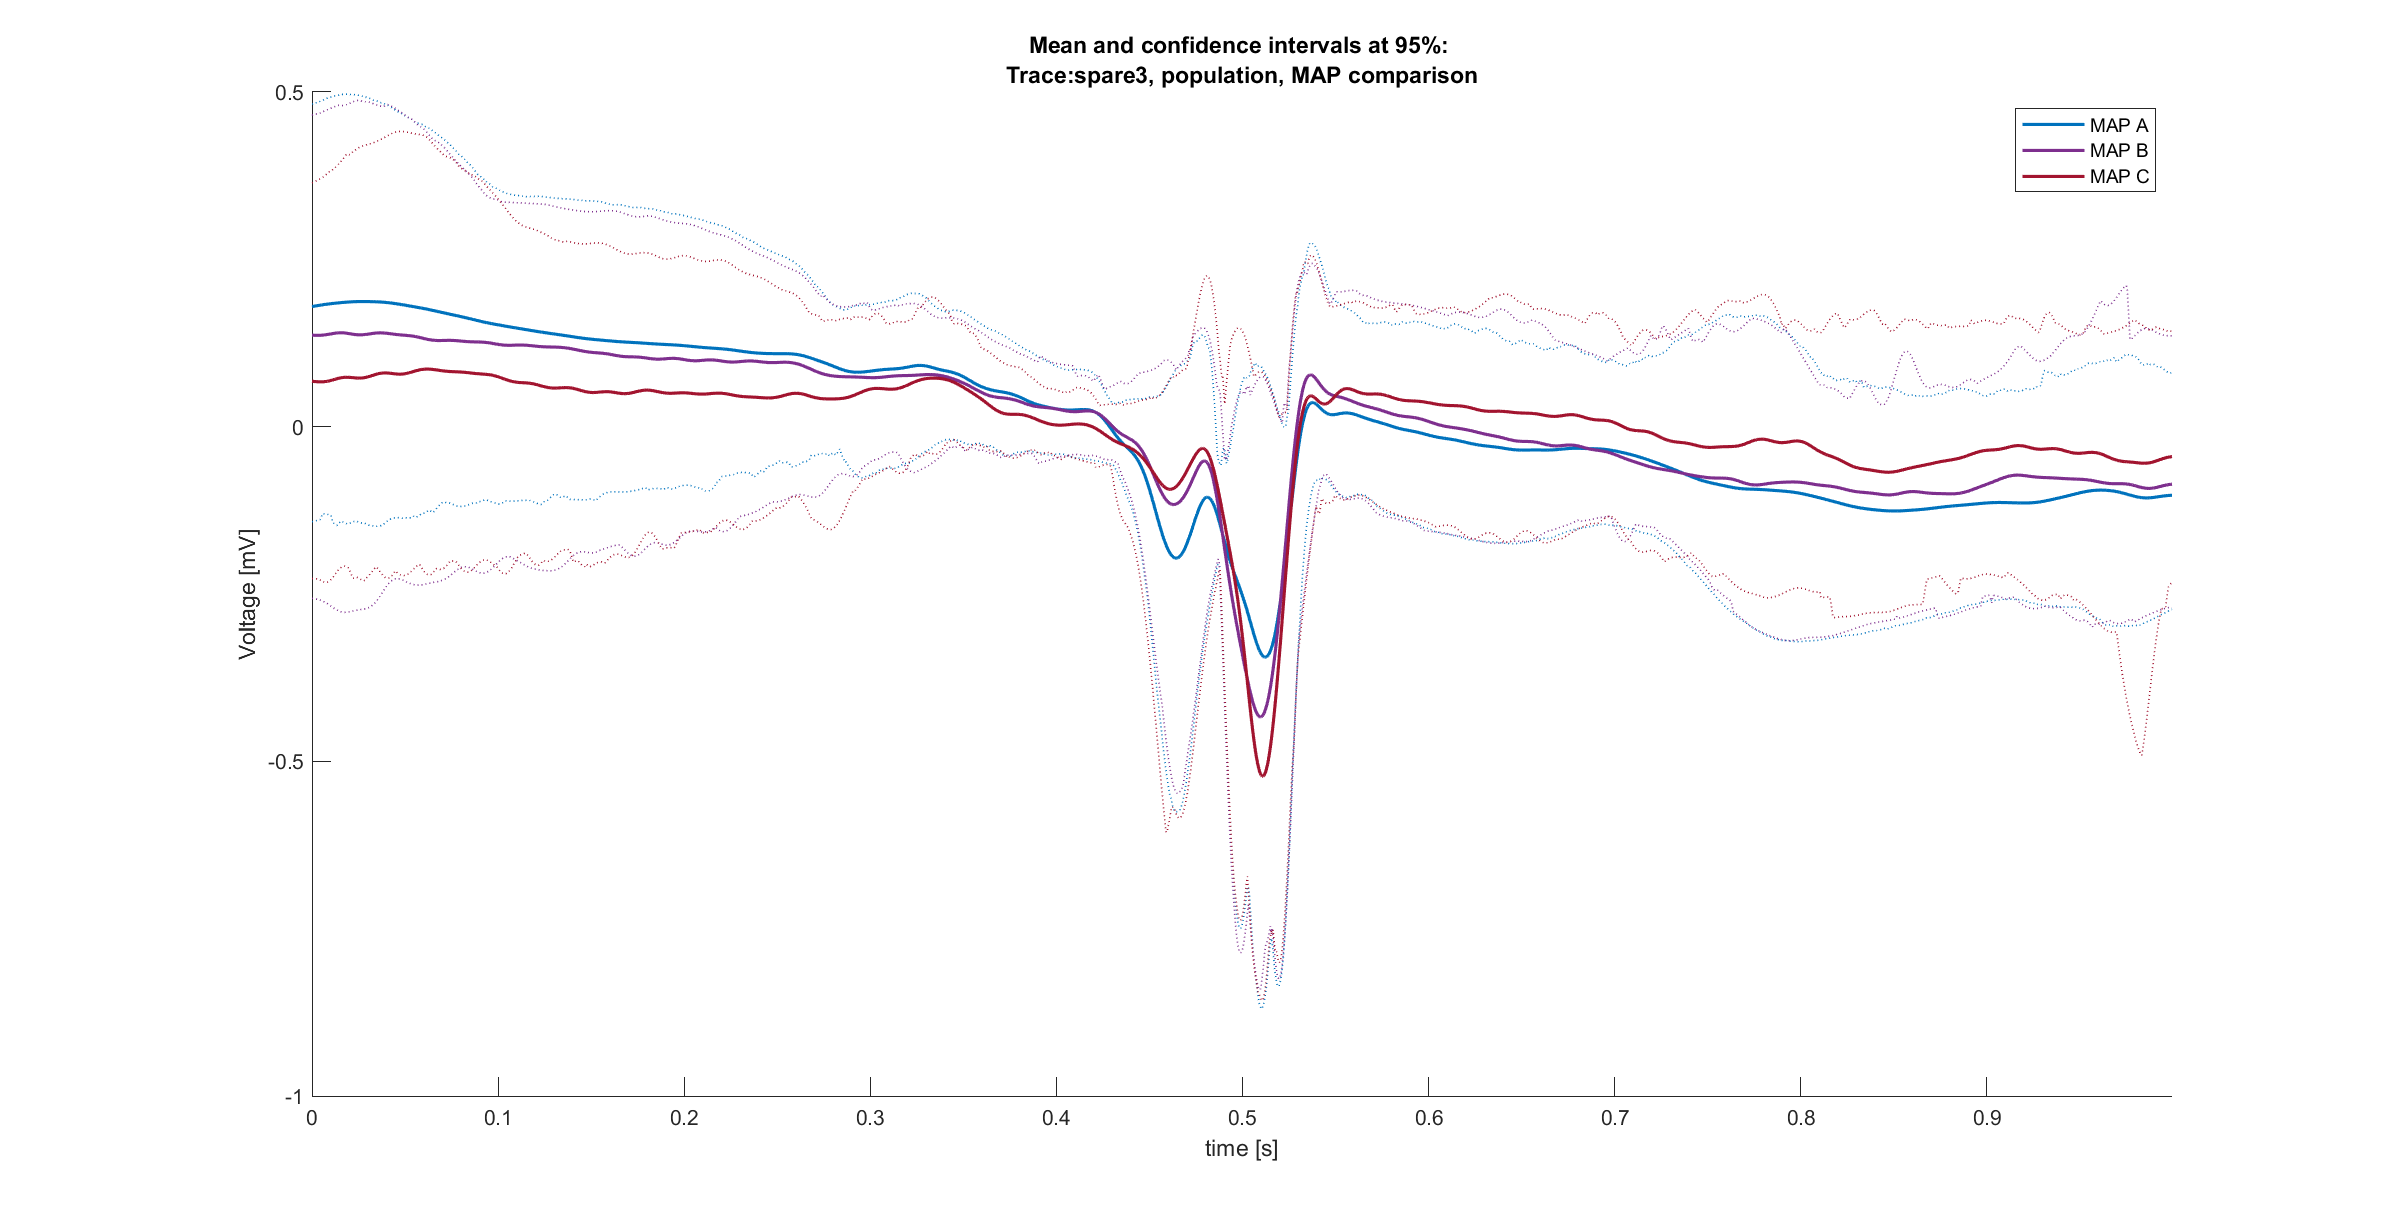 Mean and confidence intervals at 95%:
Trace:spare3, population, MAP comparison
MAP A
MAP B
MAP C
0.5
0
-0.5
-1
Voltage [mV]
0
0.1
0.2
0.3
0.4
0.5
0.6
0.7
0.8
0.9
time [s]